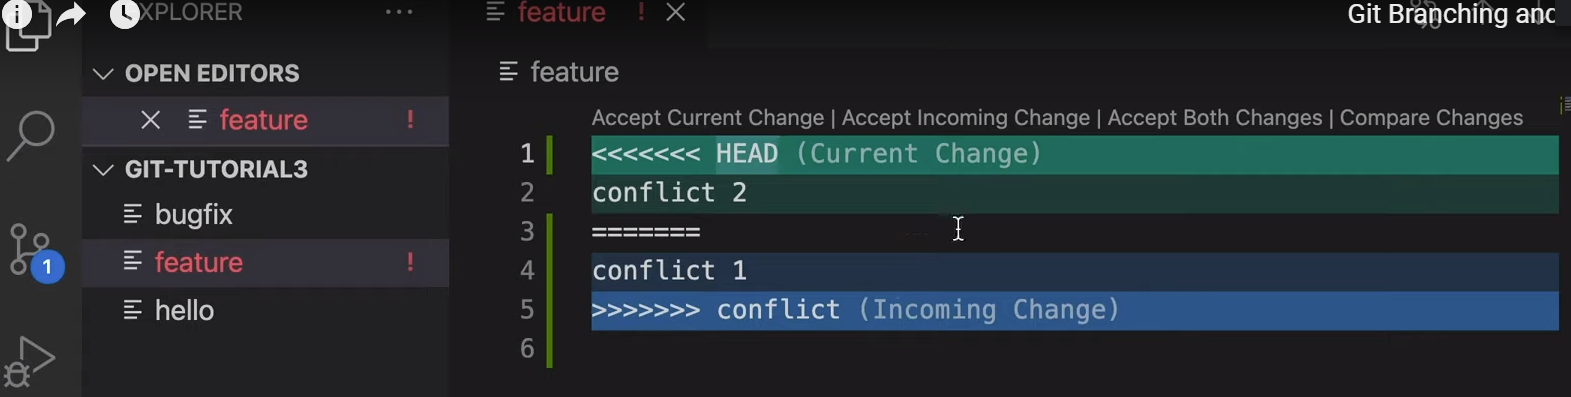 XPLORER ...
feature ! ×
Git Branching and
OPEN EDITORS
× feature !
GIT-TUTORIAL3
bugfix
feature !
hello
1
feature
Accept Current Change | Accept Incoming Change | Accept Both Changes | Compare Changes
1 <<<<<<< HEAD (Current Change)
2 conflict 2
3 =======
4 conflict 1
5 >>>>>>> conflict (Incoming Change)
6